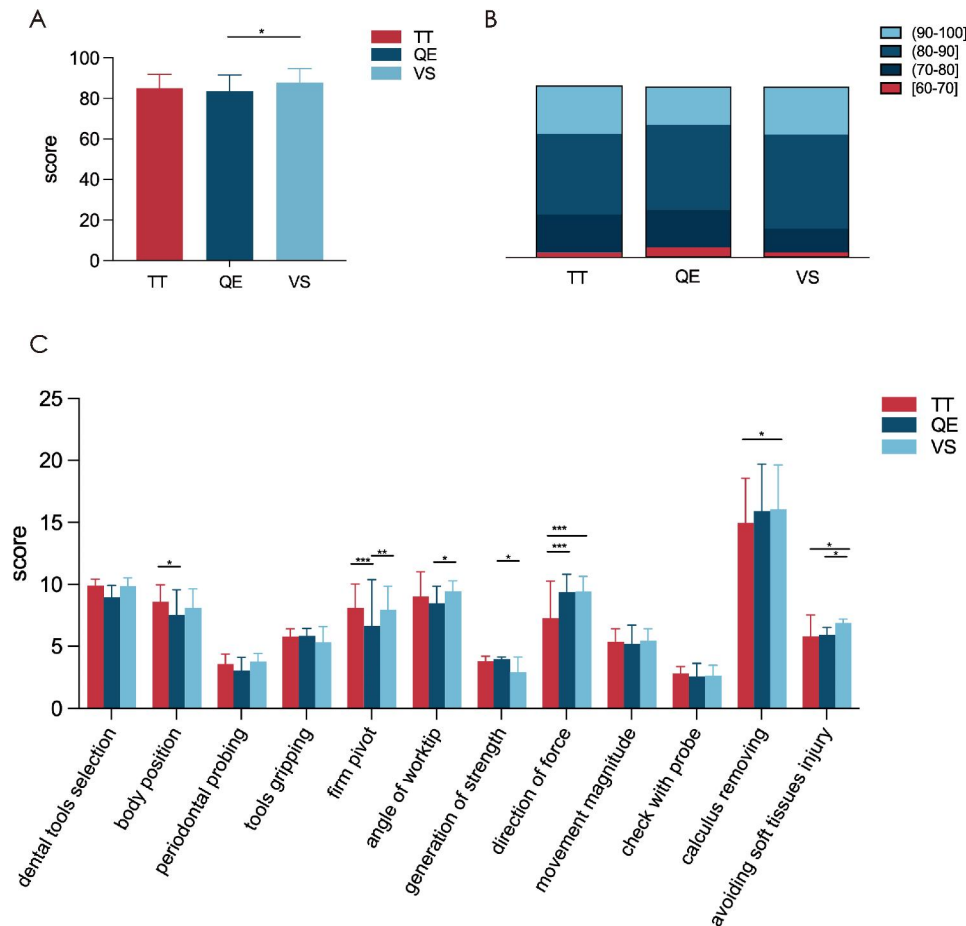 A
*
TT
QE
VS
100
80
60
40
20
0
score
TT QE VS
B
(90-100]
(80-90]
(70-80]
[60-70]
TT QE VS
C
TT
QE
VS
25
20
15
10
5
0
score
* *** ** * * *** *** * * *
dental tools selection
body position
periodontal probing
tools gripping
firm pivot
angle of worktip
generation of strength
direction of force
movement magnitude
check with probe
calculus removing
avoiding soft tissues injury